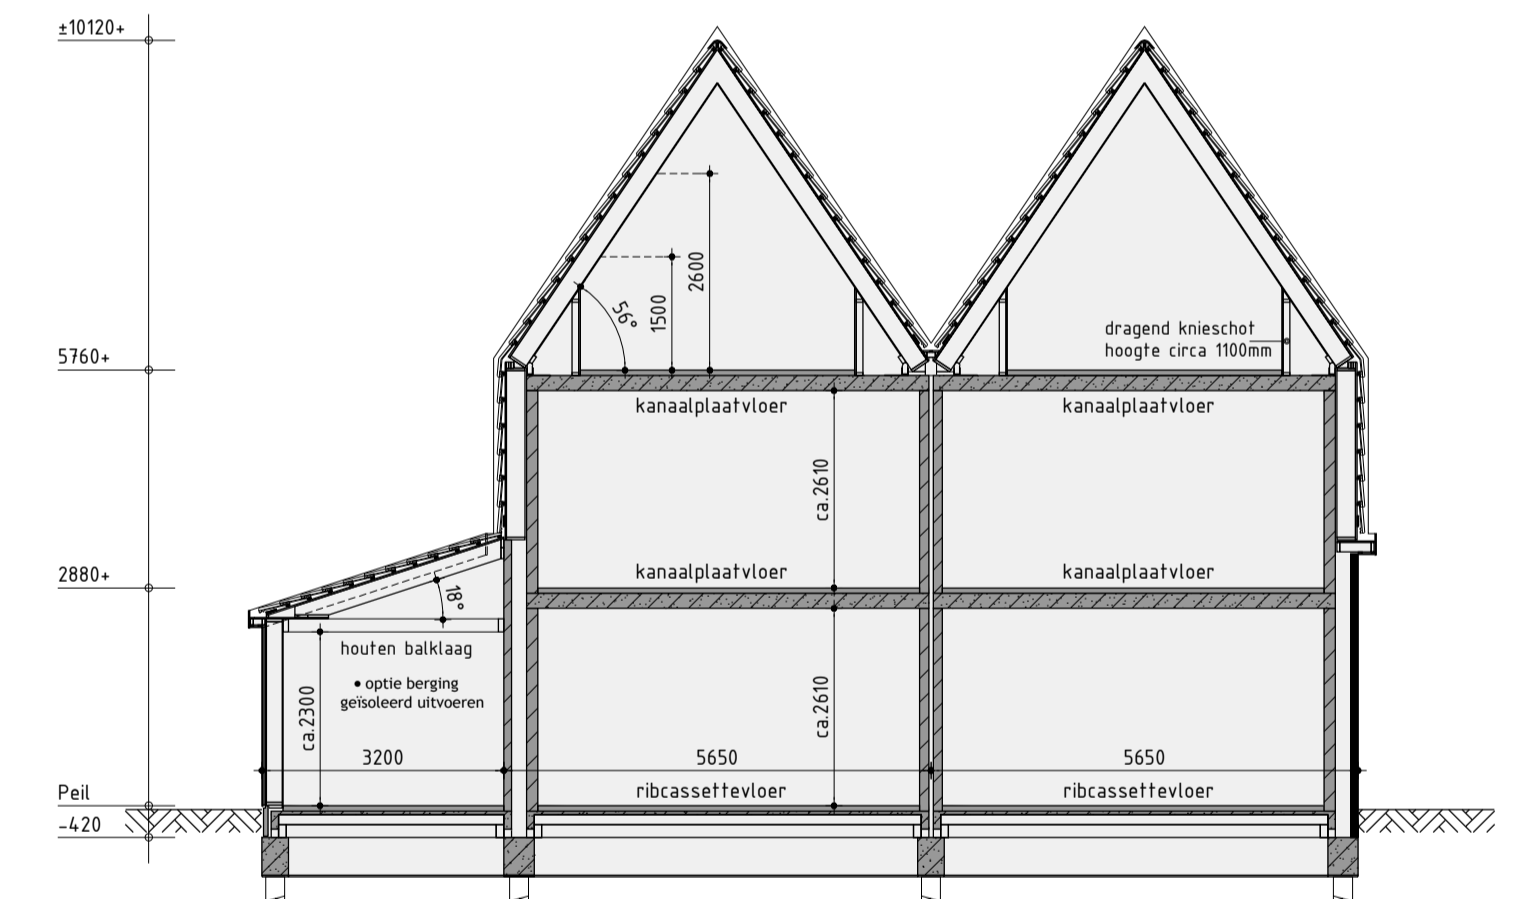 ±10120+
2600
56°
1500
dragend knieschot
hoogte circa 1100mm
5760+
kanaalplaatvloer
kanaalplaatvloer
ca.2610
2880+
kanaalplaatvloer
kanaalplaatvloer
18°
houten balklaag
• optie berging
geïsoleerd uitvoeren
ca.2300
ca.2610
3200
5650
5650
Peil
ribcassettevloer
ribcassettevloer
-420